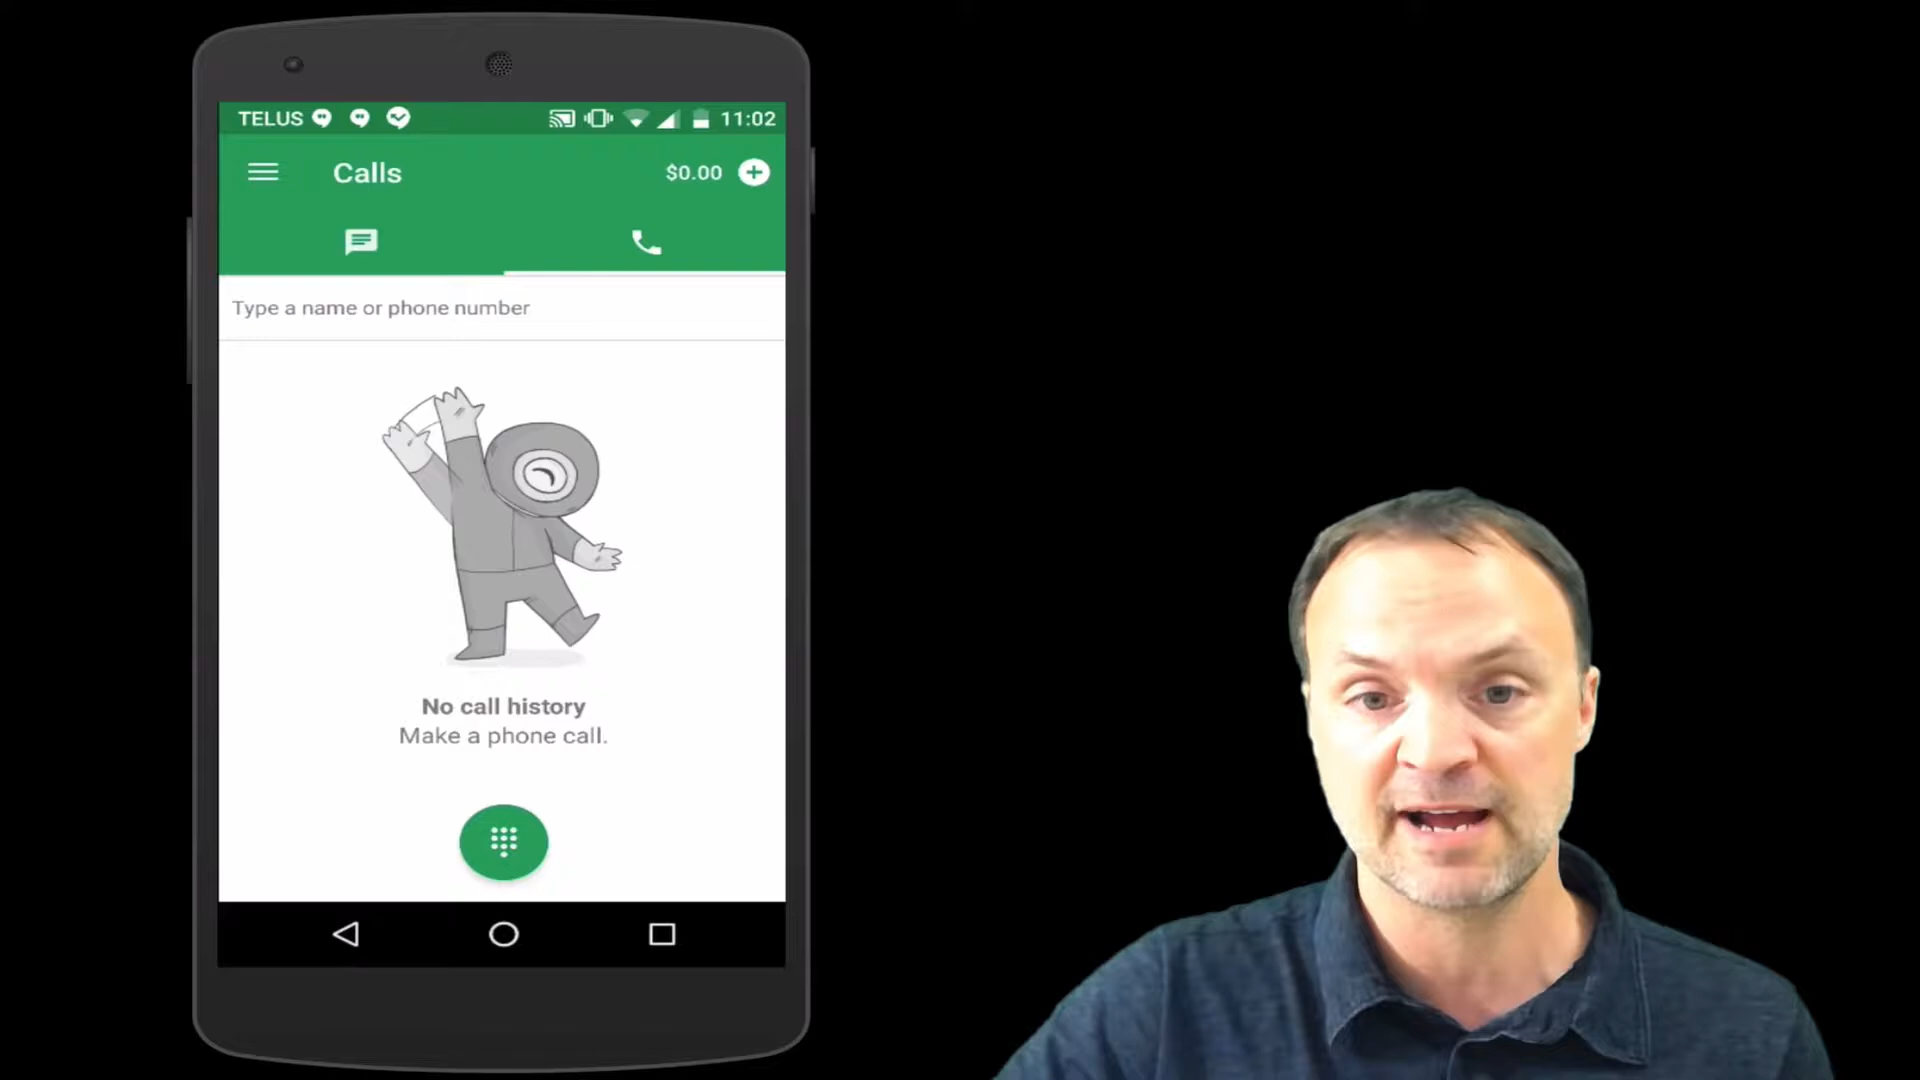 TELUS 11:02
Calls $0.00
Type a name or phone number
No call history
Make a phone call.